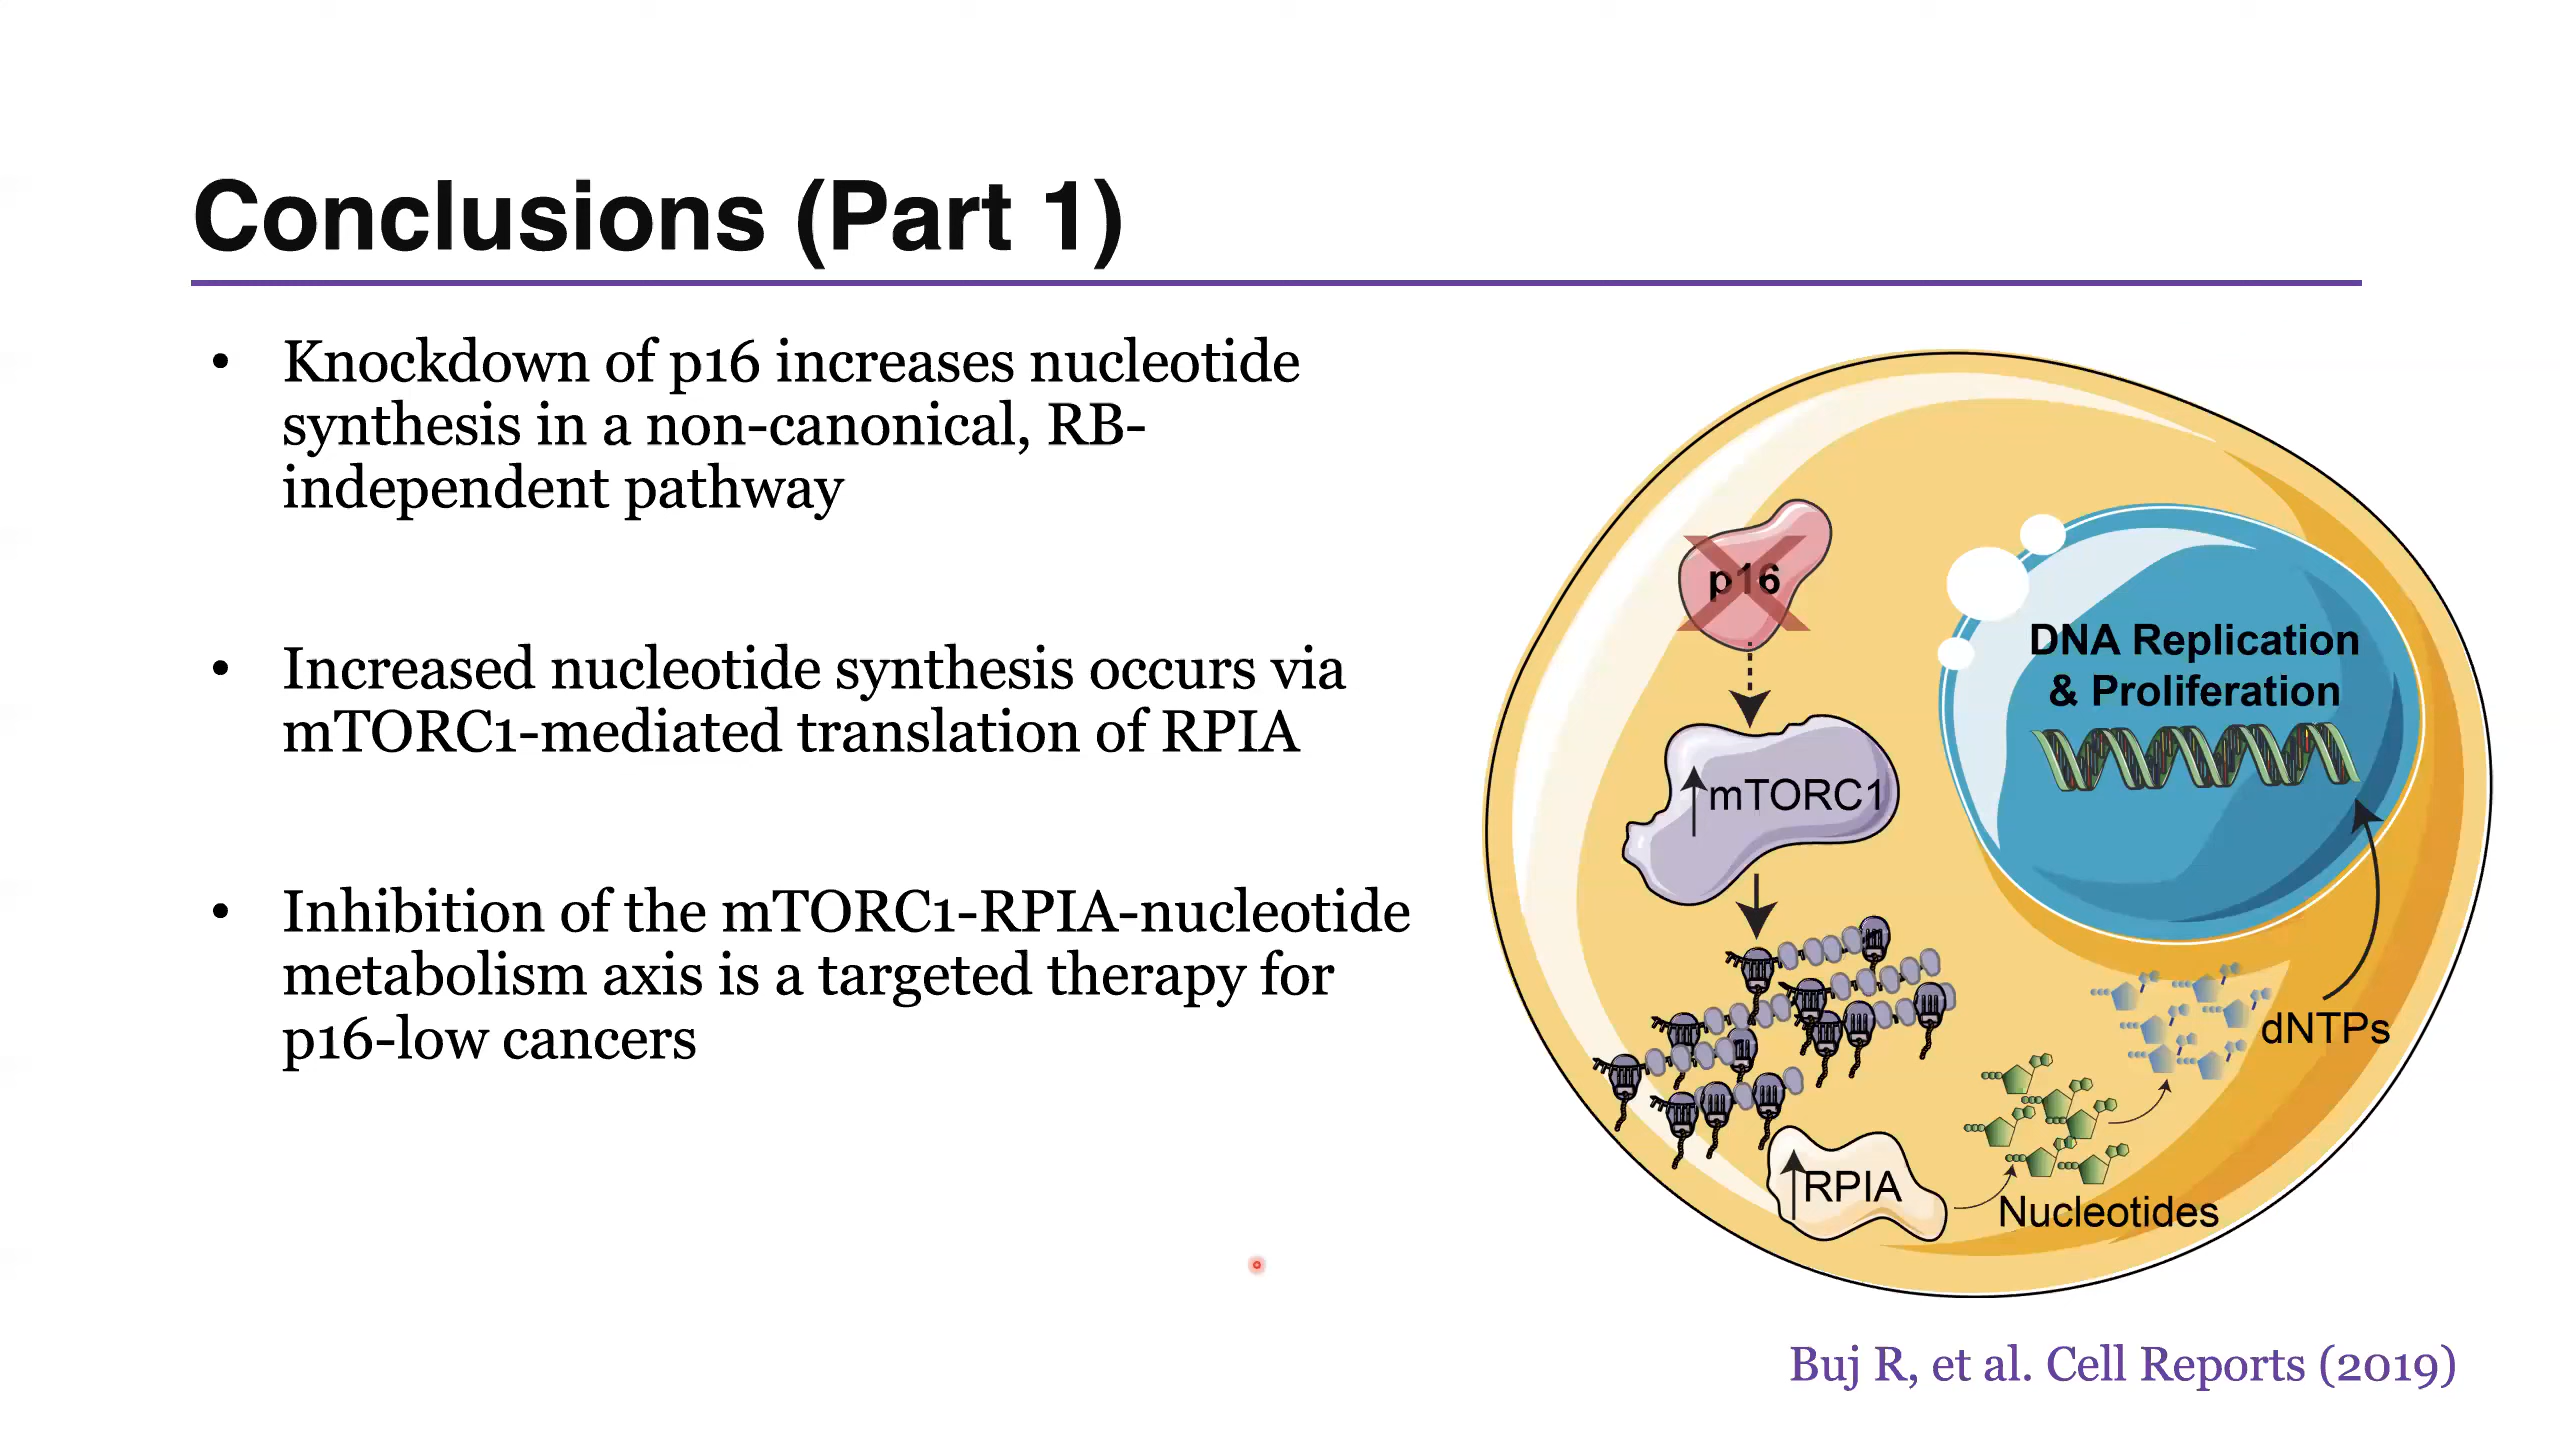 Conclusions (Part 1)
• Knockdown of p16 increases nucleotide
synthesis in a non-canonical, RB-
independent pathway
• Increased nucleotide synthesis occurs via
mTORC1-mediated translation of RPIA
• Inhibition of the mTORC1-RPIA-nucleotide
metabolism axis is a targeted therapy for
p16-low cancers
p16
mTORC1
DNA Replication
& Proliferation
dNTPs
RPIA
Nucleotides
Buj R, et al. Cell Reports (2019)